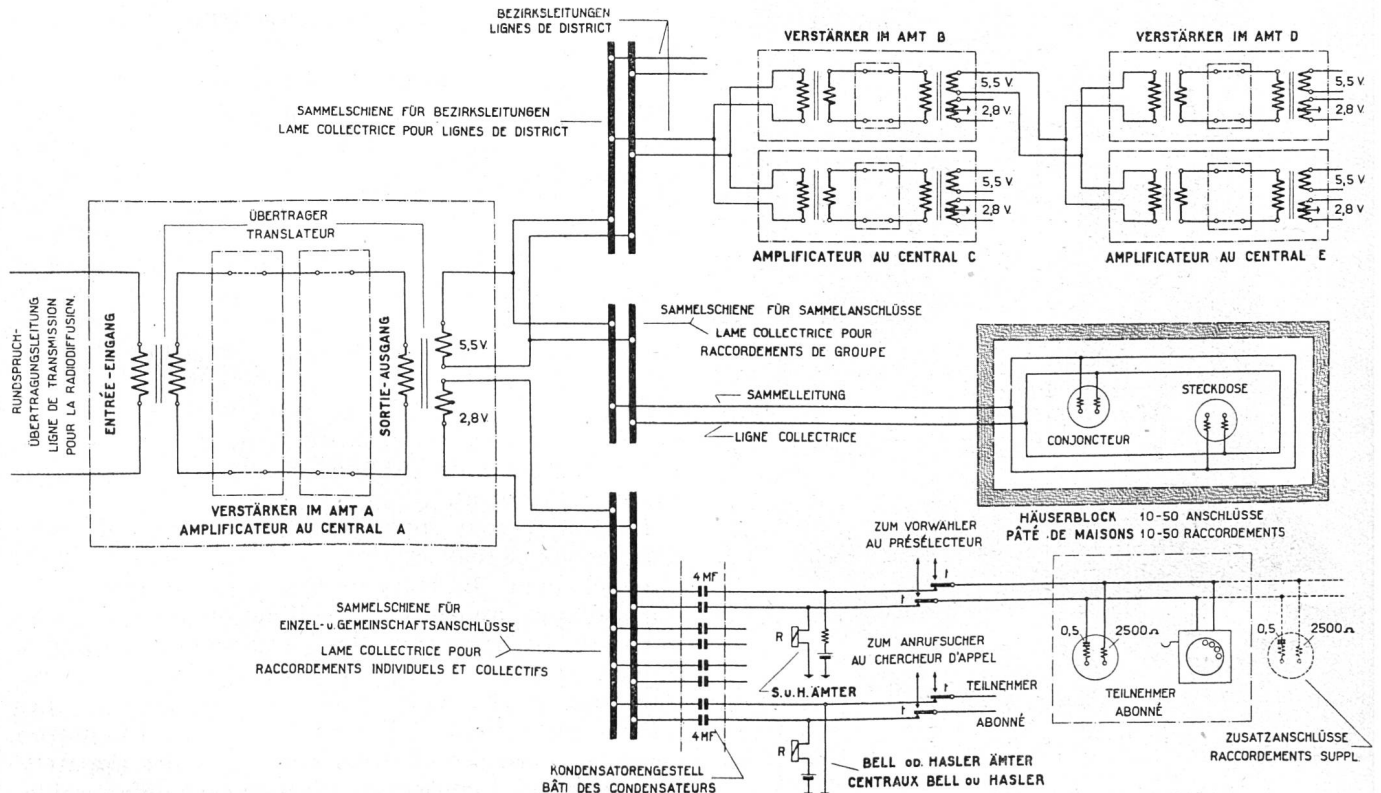 BEZIRKSLEITUNGEN
LIGNES DE DISTRICT
VERSTÄRKER IM AMT B
VERSTÄRKER IM AMT D
5,5 V.
2,8 V.
5,5 V.
2,8 V.
SAMMELSCHIENE FÜR BEZIRKSLEITUNGEN
LAME COLLECTRICE POUR LIGNES DE DISTRICT
5,5 V
2,8 V.
5,5 V
2,8 V
AMPLIFICATEUR AU CENTRAL C
AMPLIFICATEUR AU CENTRAL E
ÜBERTRAGER
TRANSLATEUR
RUNDSPRUCH-
ÜBERTRAGUNGSLEITUNG
LIGNE DE TRANSMISSION
POUR LA RADIODIFFUSION.
ENTRÉE-EINGANG
SORTIE-AUSGANG
5,5 V.
2,8 V.
VERSTÄRKER IM AMT A
AMPLIFICATEUR AU CENTRAL A
SAMMELSCHIENE FÜR SAMMELANSCHLÜSSE
LAME COLLECTRICE POUR
RACCORDEMENTS DE GROUPE
SAMMELLEITUNG
LIGNE COLLECTRICE
CONJONCTEUR
STECKDOSE
HÄUSERBLOCK 10-50 ANSCHLÜSSE
PÂTÉ DE MAISONS 10-50 RACCORDEMENTS
ZUM VORWÄHLER
AU PRÉSÉLECTEUR
4 MF
SAMMELSCHIENE FÜR
EINZEL-u.GEMEINSCHAFTSANSCHLÜSSE
LAME COLLECTRICE POUR
RACCORDEMENTS INDIVIDUELS ET COLLECTIFS
R
S.u.H.ÄMTER
ZUM ANRUFSUCHER
AU CHERCHEUR D'APPEL
TEILNEHMER
ABONNÉ
0,5
2500 Ω
TEILNEHMER
ABONNÉ
0,5
2500 Ω
ZUSATZANSCHLÜSSE
RACCORDEMENTS SUPPL.
4 MF
R
KONDENSATORENGESTELL
BÂTI DES CONDENSATEURS
BELL OD. HASLER ÄMTER
CENTRAUX BELL OU HASLER